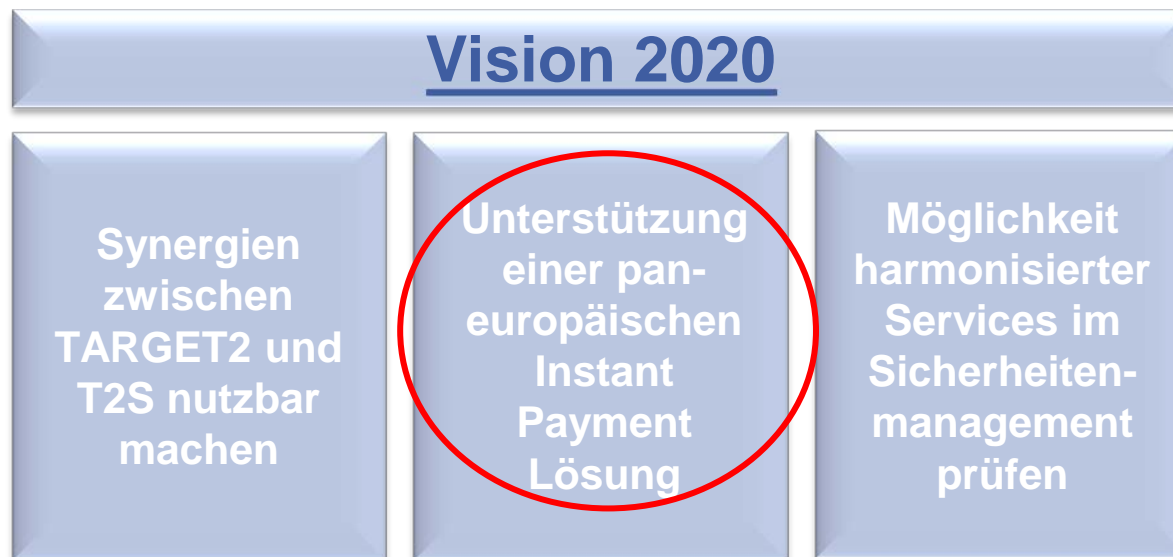 Vision 2020
Synergien
zwischen
TARGET2 und
T2S nutzbar
machen
Unterstützung
einer pan-
europäischen
Instant
Payment
Lösung
Möglichkeit
harmonisierter
Services im
Sicherheiten-
management
prüfen